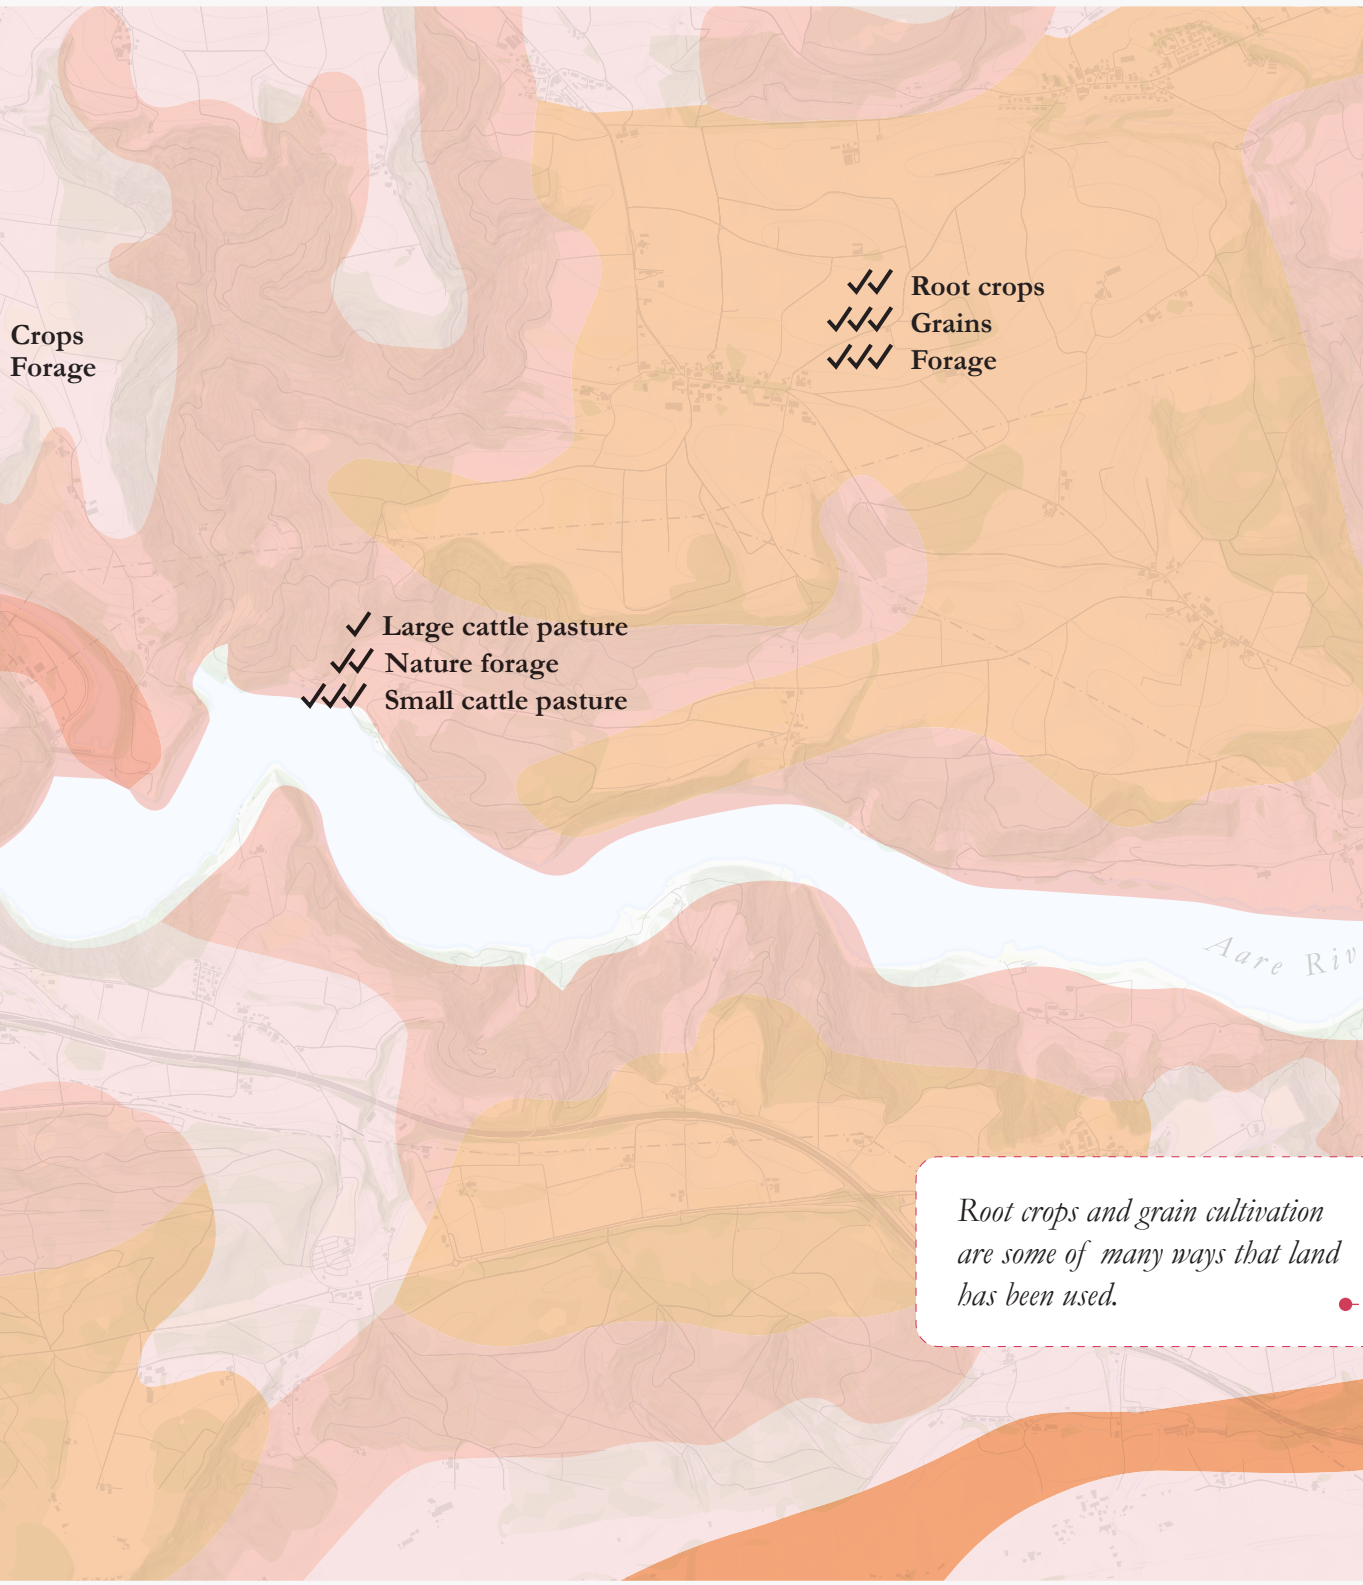 ✓✓ Root crops
✓✓✓ Grains
✓✓✓ Forage
Crops
Forage
✓ Large cattle pasture
✓✓ Nature forage
✓✓✓ Small cattle pasture
Aare Riv
Root crops and grain cultivation
are some of many ways that land
has been used.